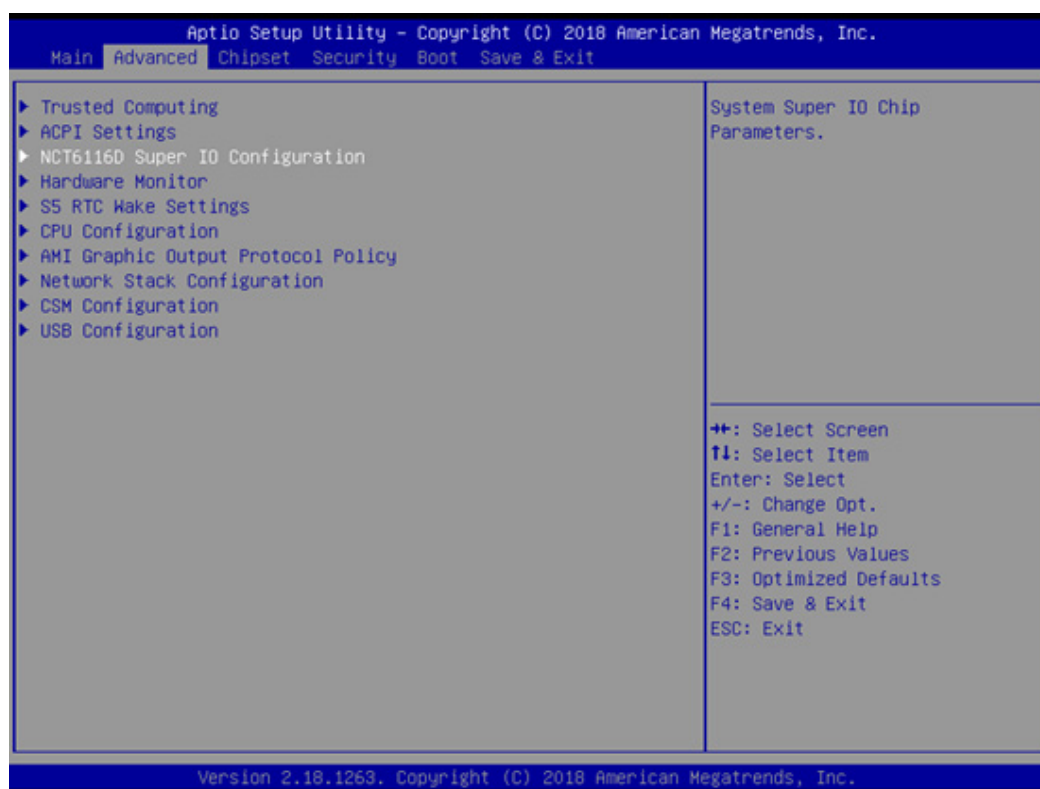 Aptio Setup Utility - Copyright (C) 2018 American Megatrends, Inc.
Main Advanced Chipset Security Boot Save & Exit
Trusted Computing
ACPI Settings
NCT6116D Super IO Configuration
Hardware Monitor
S5 RTC Wake Settings
CPU Configuration
AMI Graphic Output Protocol Policy
Network Stack Configuration
CSM Configuration
USB Configuration
System Super IO Chip
Parameters.
→←: Select Screen
↑↓: Select Item
Enter: Select
+/-: Change Opt.
F1: General Help
F2: Previous Values
F3: Optimized Defaults
F4: Save & Exit
ESC: Exit
Version 2.18.1263. Copyright (C) 2018 American Megatrends, Inc.